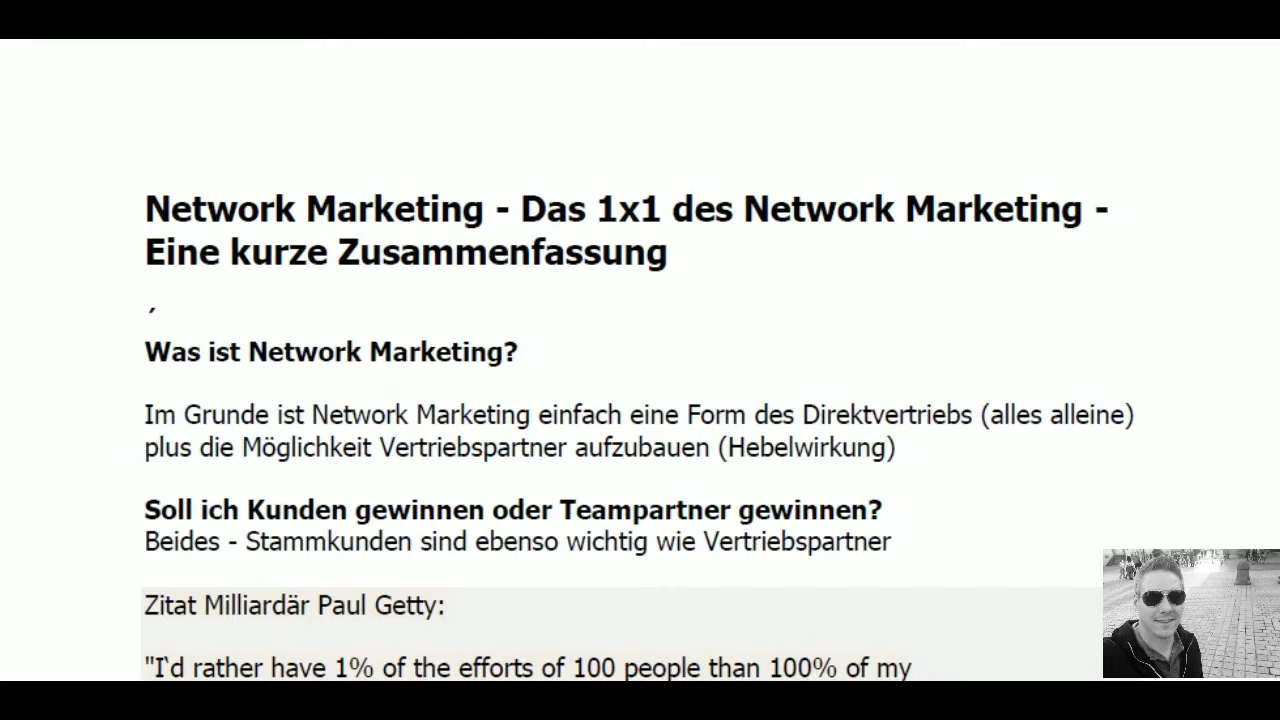 Network Marketing - Das 1x1 des Network Marketing -
Eine kurze Zusammenfassung
´
Was ist Network Marketing?
Im Grunde ist Network Marketing einfach eine Form des Direktvertriebs (alles alleine)
plus die Möglichkeit Vertriebspartner aufzubauen (Hebelwirkung)
Soll ich Kunden gewinnen oder Teampartner gewinnen?
Beides - Stammkunden sind ebenso wichtig wie Vertriebspartner
Zitat Milliardär Paul Getty:
"I`d rather have 1% of the efforts of 100 people than 100% of my